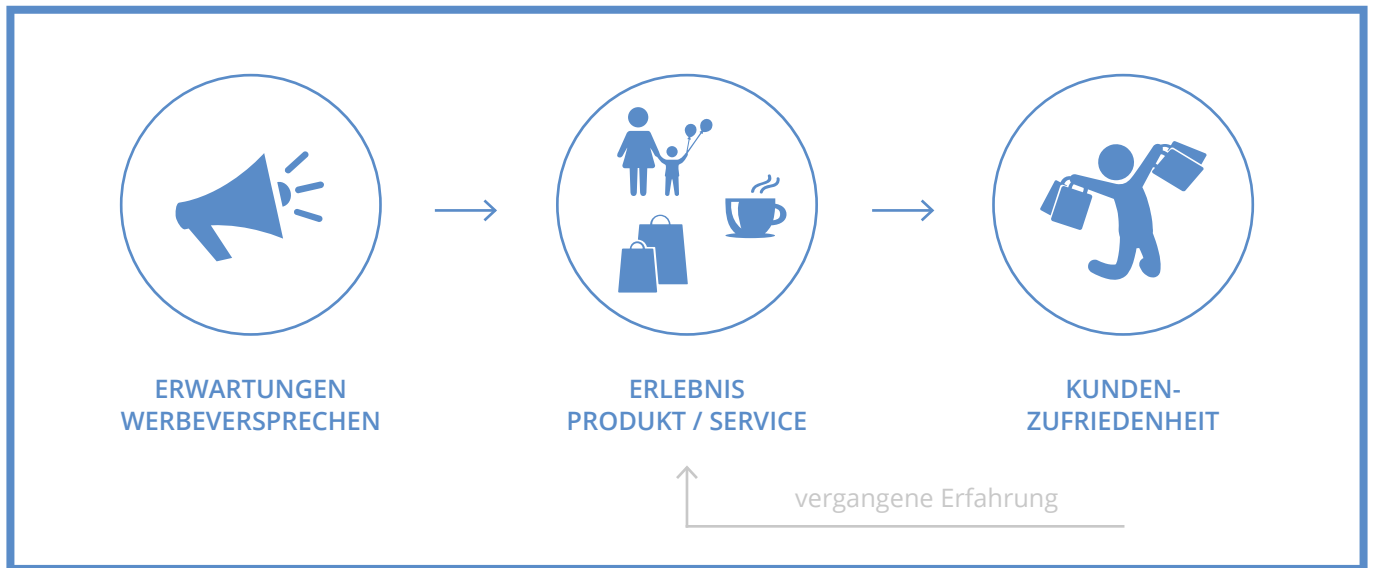 ERWARTUNGEN
WERBEVERSPRECHEN
ERLEBNIS
PRODUKT / SERVICE
KUNDEN-
ZUFRIEDENHEIT
vergangene Erfahrung